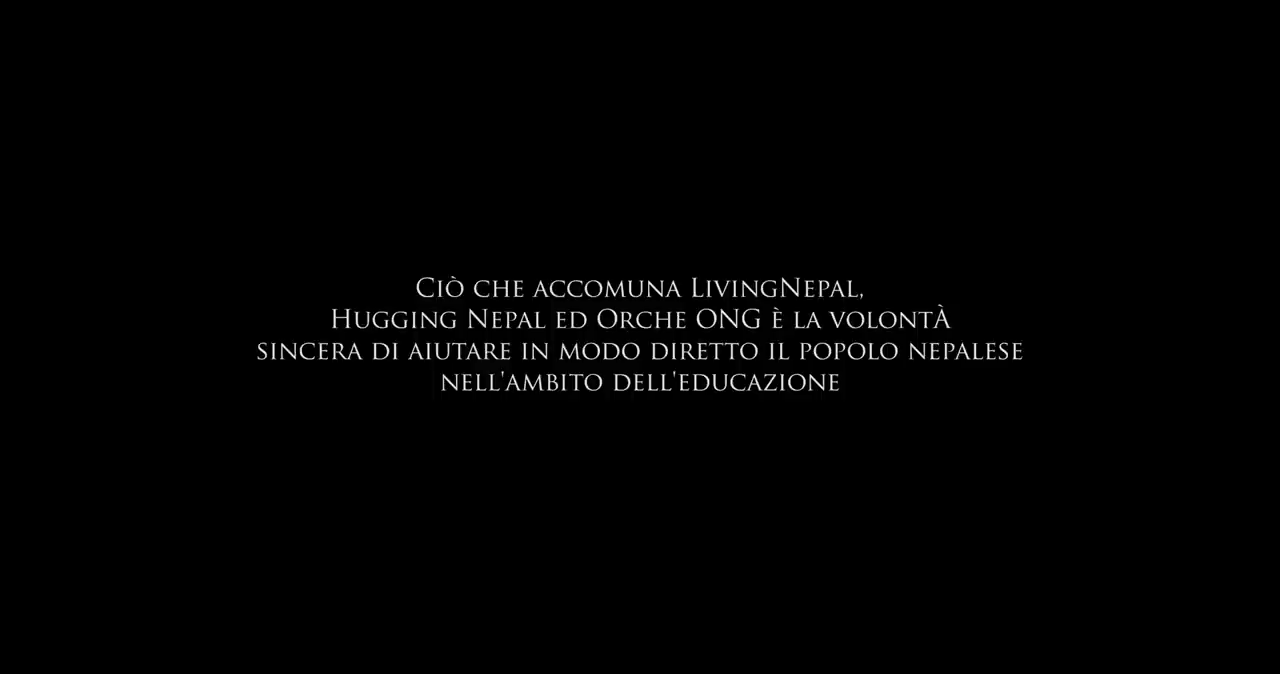 Ciò che accomuna LivingNepal,
Hugging Nepal ed Orche ONG è la volontÀ
sincera di aiutare in modo diretto il popolo nepalese
nell'ambito dell'educazione